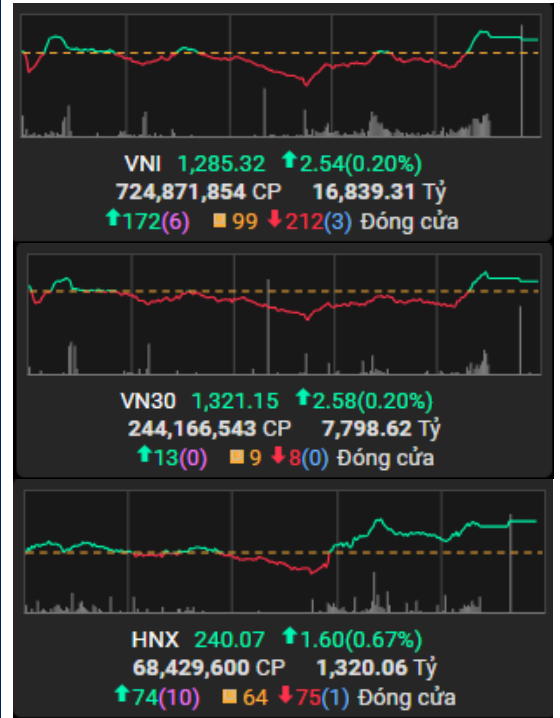 VNI 1,285.32 2.54(0.20%)
724,871,854 CP 16,839.31 Tỷ
172(6) 99 212(3) Đóng cửa
VN30 1,321.15 2.58(0.20%)
244,166,543 CP 7,798.62 Tỷ
13(0) 9 8(0) Đóng cửa
HNX 240.07 1.60(0.67%)
68,429,600 CP 1,320.06 Tỷ
74(10) 64 75(1) Đóng cửa